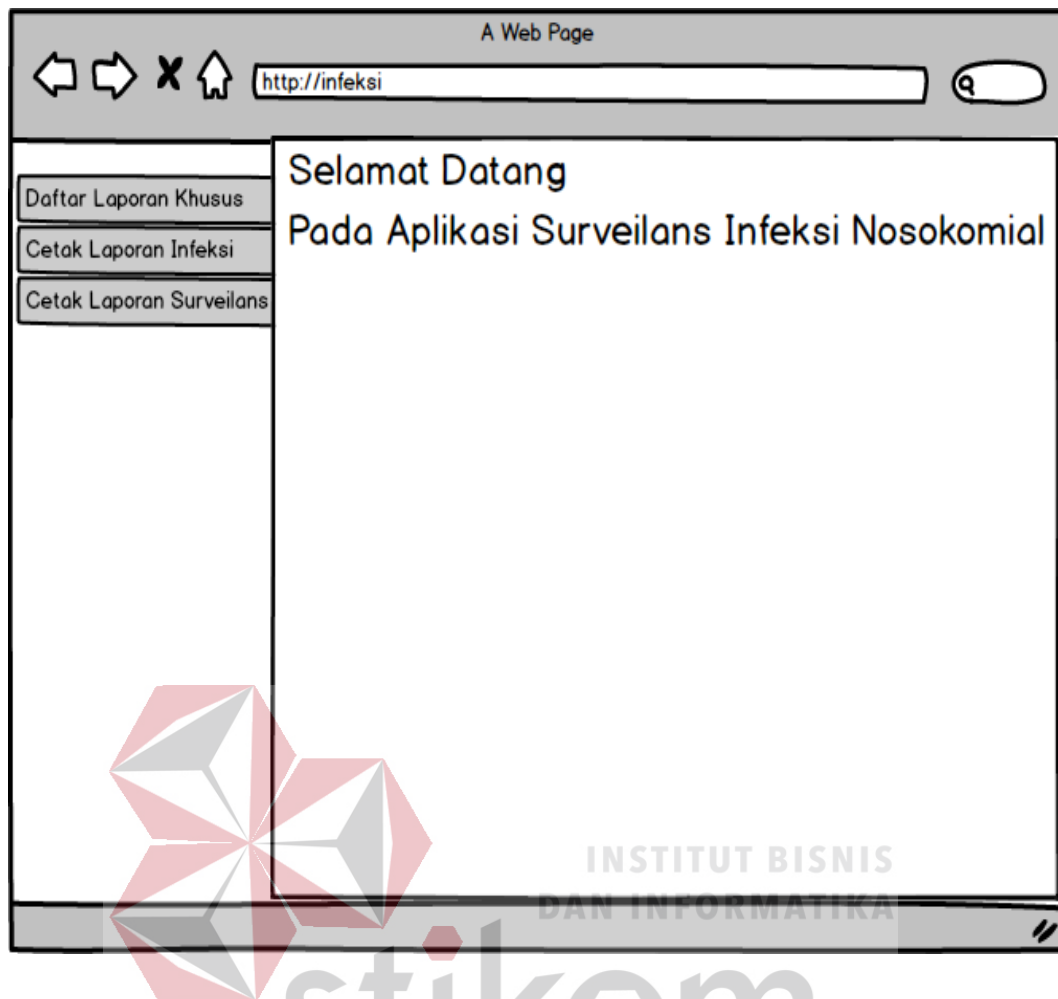 A Web Page
http://infeksi
Selamat Datang
Pada Aplikasi Surveilans Infeksi Nosokomial
Daftar Laporan Khusus
Cetak Laporan Infeksi
Cetak Laporan Surveilans
INSTITUT BISNIS
DAN INFORMATIKA
stikom